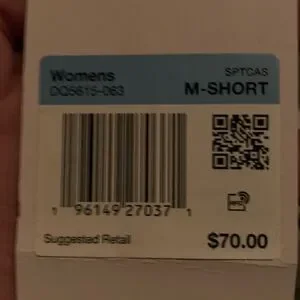 Womens
SPTCAS
DQ5615-063
M-SHORT
1 96149 27037 1
Suggested Retail
$70.00